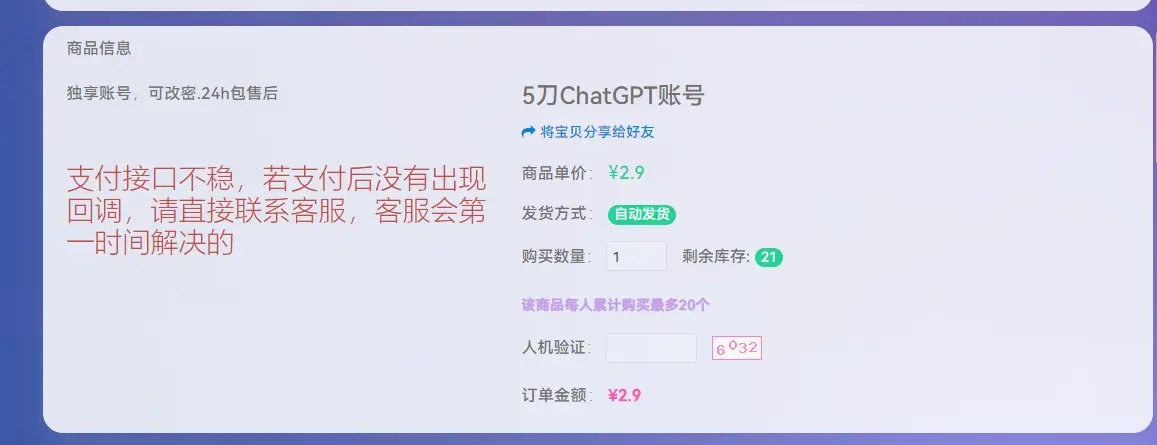 商品信息
独享账号，可改密.24h包售后
支付接口不稳，若支付后没有出现
回调，请直接联系客服，客服会第
一时间解决的
5刀ChatGPT账号
将宝贝分享给好友
商品单价： ¥2.9
发货方式： 自动发货
购买数量： 1 剩余库存: 21
该商品每人累计购买最多20个
人机验证： 6032
订单金额： ¥2.9